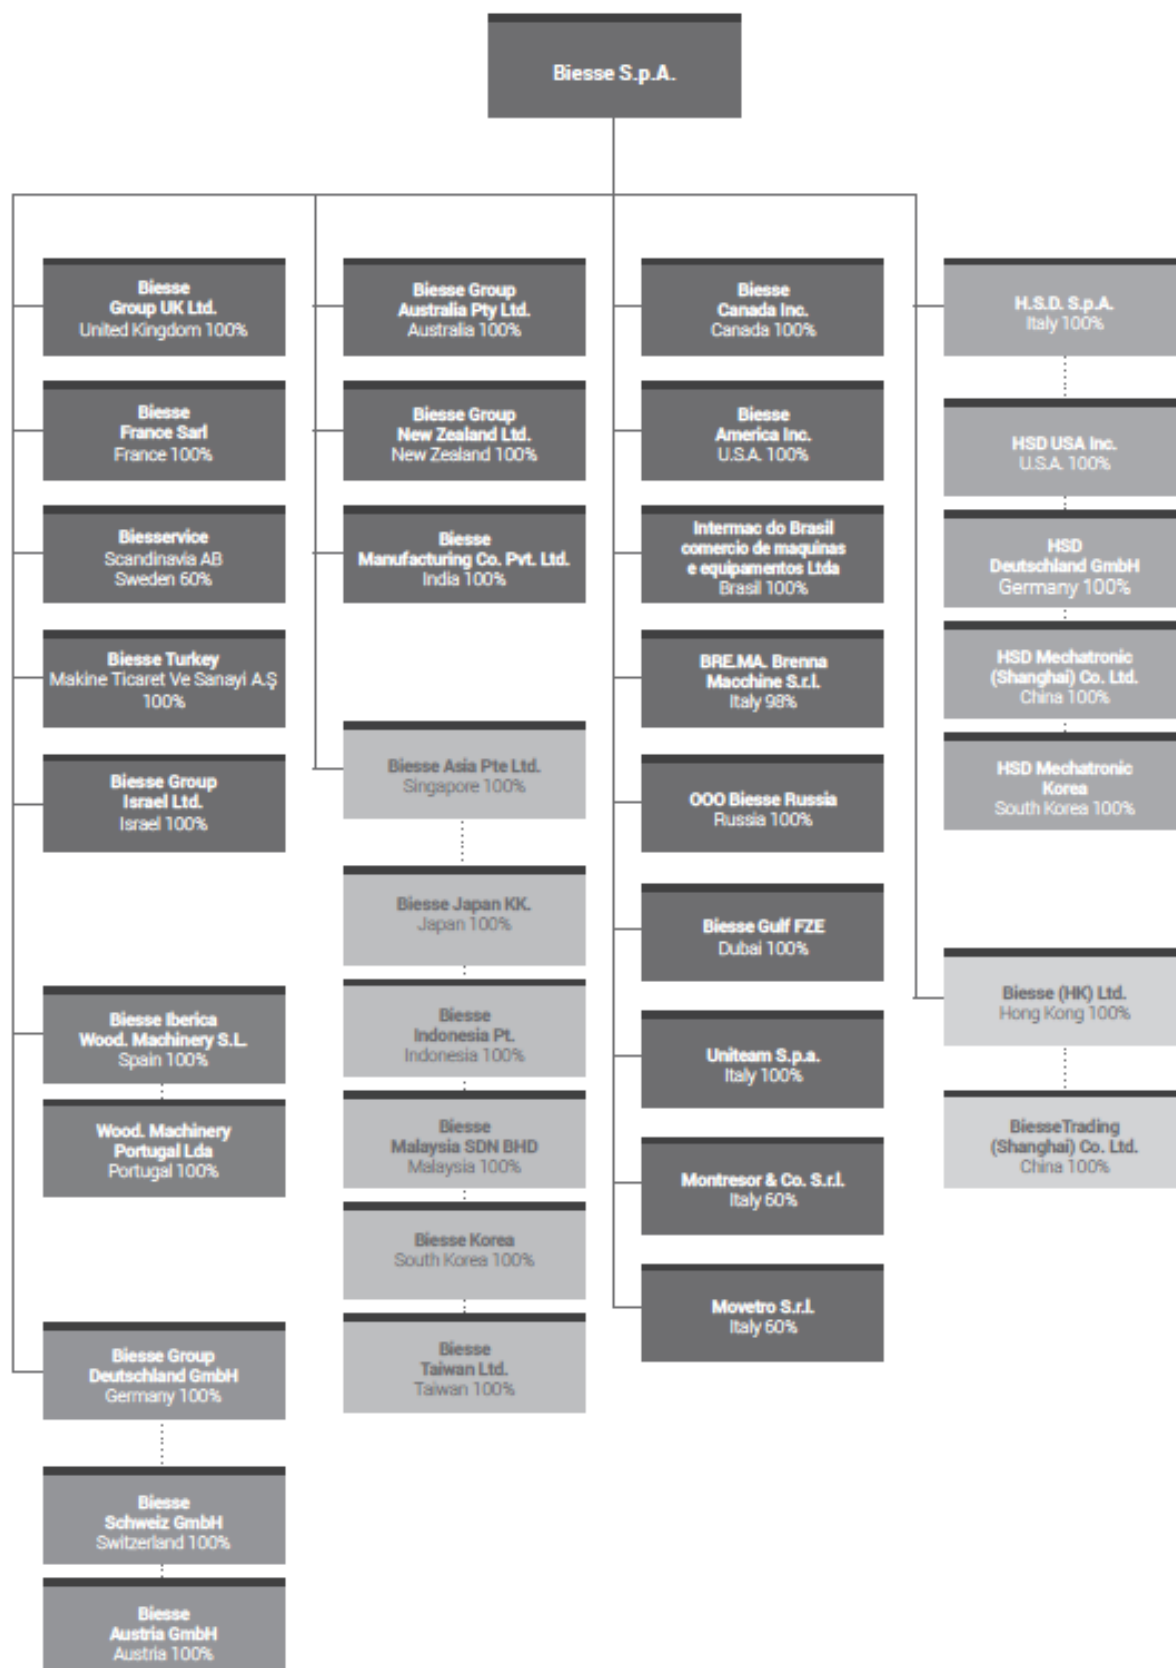 Biesse S.p.A.
Biesse
Group UK Ltd.
United Kingdom 100%
Biesse
France Sarl
France 100%
Biesservice
Scandinavia AB
Sweden 60%
Biesse Turkey
Makine Ticaret Ve Sanayi A.Ş
100%
Biesse Group
Israel Ltd.
Israel 100%
Biesse Iberica
Wood. Machinery S.L.
Spain 100%
Wood. Machinery
Portugal Lda
Portugal 100%
Biesse Group
Deutschland GmbH
Germany 100%
Biesse
Schweiz GmbH
Switzerland 100%
Biesse
Austria GmbH
Austria 100%
Biesse Group
Australia Pty Ltd.
Australia 100%
Biesse Group
New Zealand Ltd.
New Zealand 100%
Biesse
Manufacturing Co. Pvt. Ltd.
India 100%
Biesse Asia Pte Ltd.
Singapore 100%
Biesse Japan KK.
Japan 100%
Biesse
Indonesia Pt.
Indonesia 100%
Biesse
Malaysia SDN BHD
Malaysia 100%
Biesse Korea
South Korea 100%
Biesse
Taiwan Ltd.
Taiwan 100%
Biesse
Canada Inc.
Canada 100%
Biesse
America Inc.
U.S.A. 100%
Intermac do Brasil
comercio de maquinas
e equipamentos Ltda
Brasil 100%
BRE.MA. Brenna
Macchine S.r.l.
Italy 98%
OOO Biesse Russia
Russia 100%
Biesse Gulf FZE
Dubai 100%
Uniteam S.p.a.
Italy 100%
Montresor & Co. S.r.l.
Italy 60%
Movetro S.r.l.
Italy 60%
H.S.D. S.p.A.
Italy 100%
HSD USA Inc.
U.S.A. 100%
HSD
Deutschland GmbH
Germany 100%
HSD Mechatronic
(Shanghai) Co. Ltd.
China 100%
HSD Mechatronic
Korea
South Korea 100%
Biesse (HK) Ltd.
Hong Kong 100%
BiesseTrading
(Shanghai) Co. Ltd.
China 100%